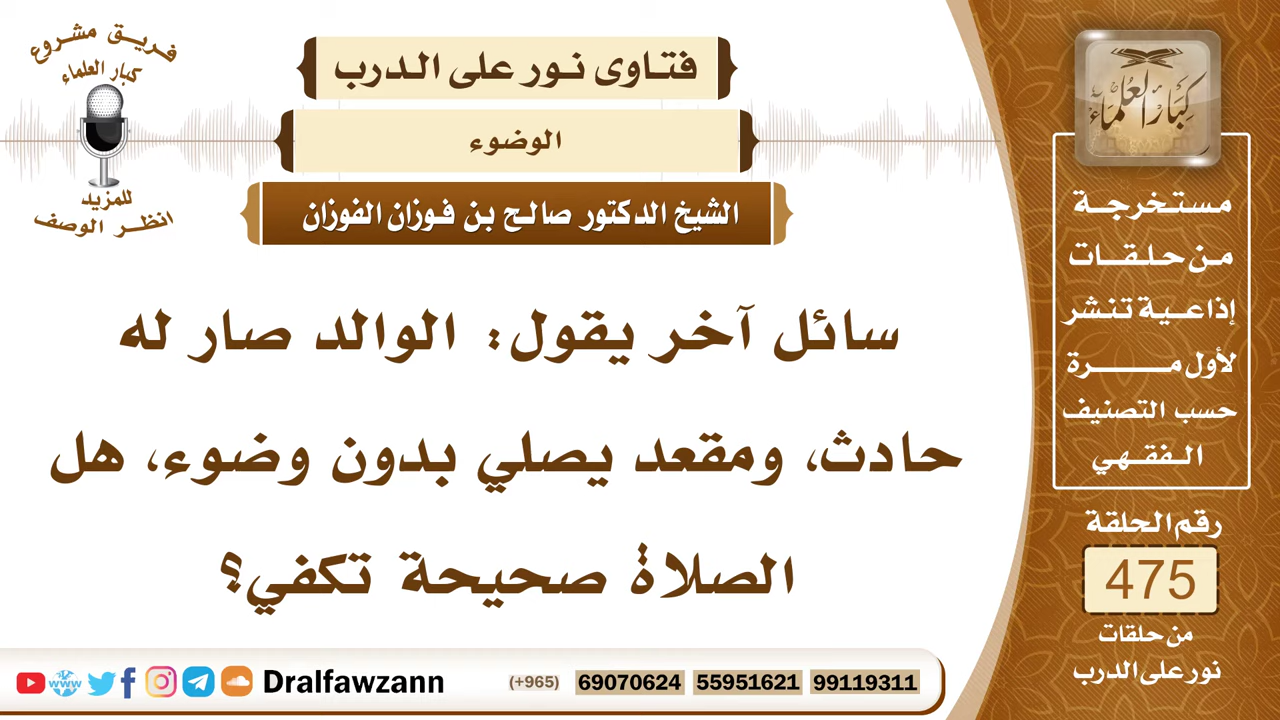 فريق مشروع
كبار العلماء
للمزيد
انظر الوصف
فتاوى نور على الدرب
الوضوء
الشيخ الدكتور صالح بن فوزان الفوزان
سائل آخر يقول: الوالد صار له
حادث، ومقعد يصلي بدون وضوء، هل
الصلاة صحيحة تكفي؟
كبار العلماء
مستخرجة
من حلقات
إذاعية تنشر
لأول مرة
حسب التصنيف
الفقهي
رقم الحلقة
475
من حلقات
نور على الدرب
www Dralfawzann (+965) 69070624 55951621 99119311